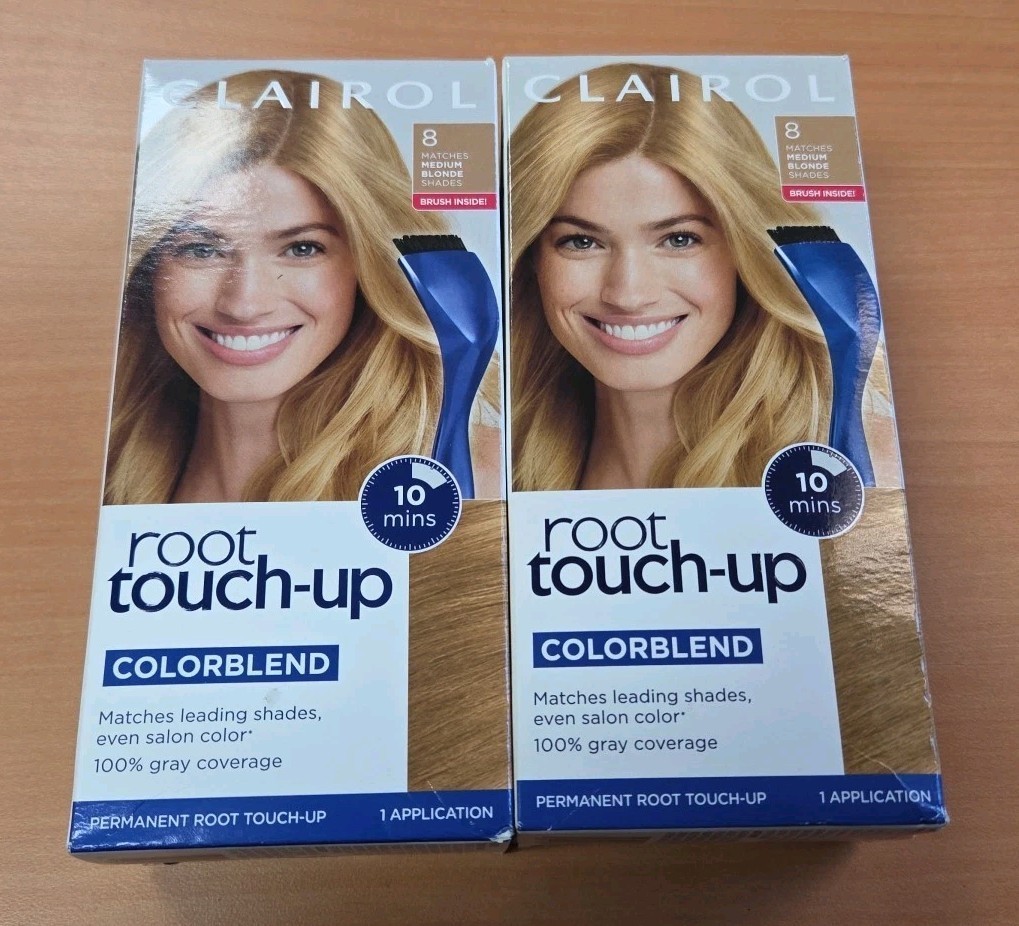 CLAIROL
8
MATCHES
MEDIUM
BLONDE
SHADES
BRUSH INSIDE!
10
mins
root
touch-up
COLORBLEND
Matches leading shades,
even salon color*
100% gray coverage
PERMANENT ROOT TOUCH-UP 1 APPLICATION
CLAIROL
8
MATCHES
MEDIUM
BLONDE
SHADES
BRUSH INSIDE!
10
mins
root
touch-up
COLORBLEND
Matches leading shades,
even salon color*
100% gray coverage
PERMANENT ROOT TOUCH-UP 1 APPLICATION